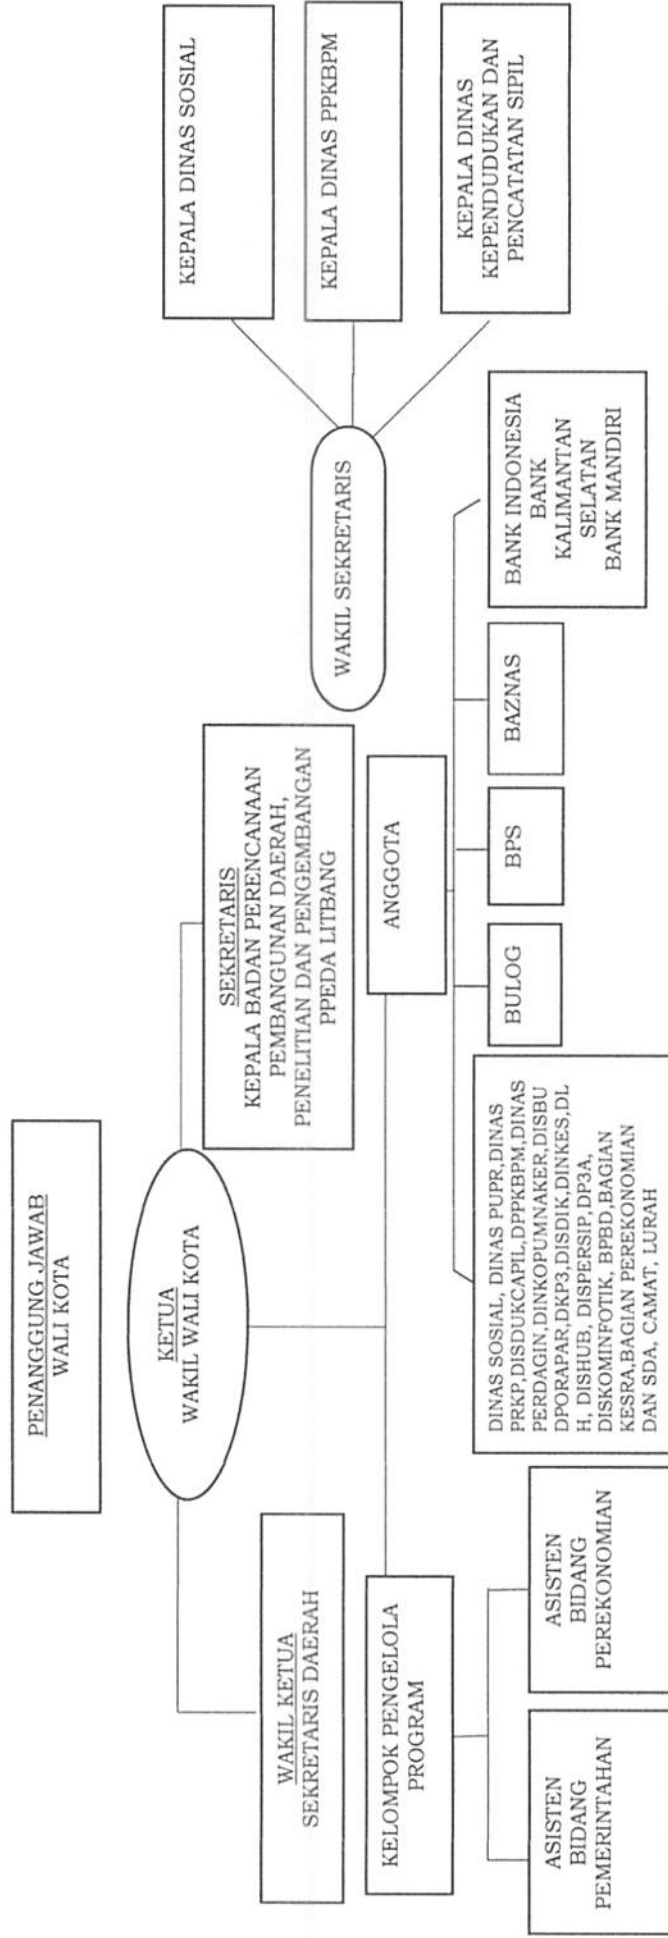 PENANGGUNG JAWAB
WALI KOTA
KETUA
WAKIL WALI KOTA
WAKIL KETUA
SEKRETARIS DAERAH
SEKRETARIS
KEPALA BADAN PERENCANAAN
PEMBANGUNAN DAERAH,
PENELITIAN DAN PENGEMBANGAN
PPEDA LITBANG
WAKIL SEKRETARIS
KEPALA DINAS SOSIAL
KEPALA DINAS PPKBPM
KEPALA DINAS
KEPENDUDUKAN DAN
PENCATATAN SIPIL
KELOMPOK PENGELOLA
PROGRAM
ANGGOTA
ASISTEN
BIDANG
PEMERINTAHAN
ASISTEN
BIDANG
PEREKONOMIAN
DINAS SOSIAL, DINAS PUPR,DINAS
PRKP,DISDUKCAPIL,DPPKBPM,DINAS
PERDAGIN,DINKOPUMNAKER,DISBU
DPORAPAR,DKP3,DISDIK,DINKES,DL
H, DISHUB, DISPERSIP,DP3A,
DISKOMINFOTIK, BPBD,BAGIAN
KESRA,BAGIAN PEREKONOMIAN
DAN SDA, CAMAT, LURAH
BULOG
BPS
BAZNAS
BANK INDONESIA
BANK
KALIMANTAN
SELATAN
BANK MANDIRI